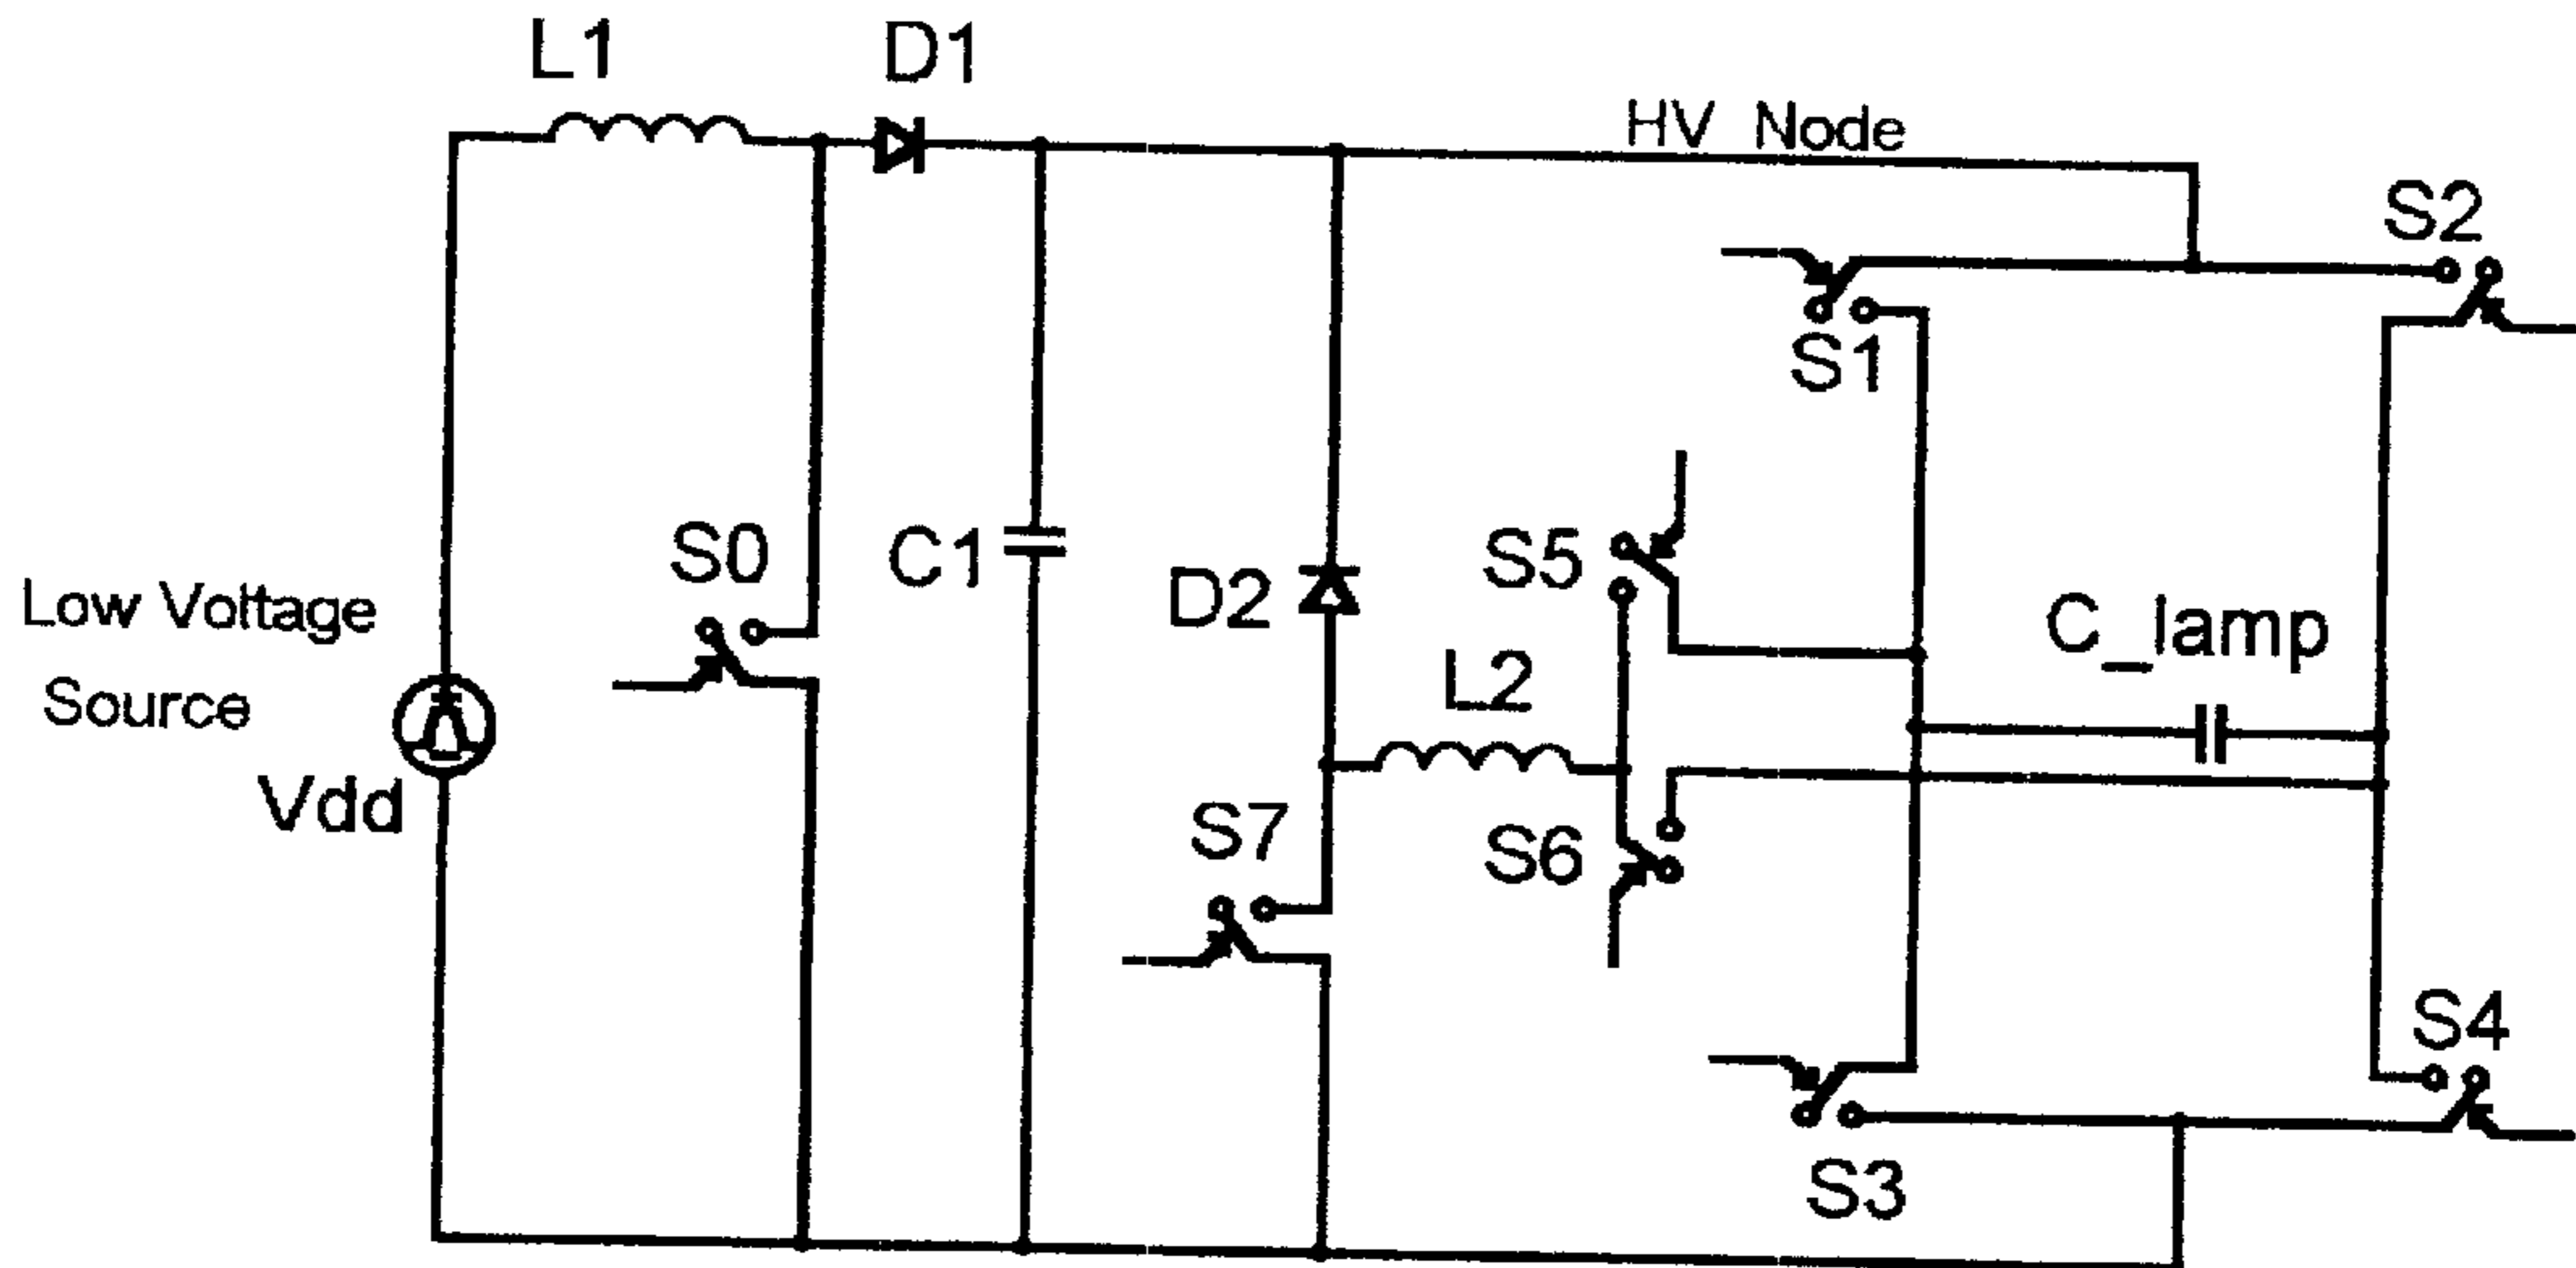 L1
D1
HV Node
S2
S1
S0
C1
S5
D2
C_lamp
Low Voltage
Source
L2
Vdd
S7
S6
S4
S3